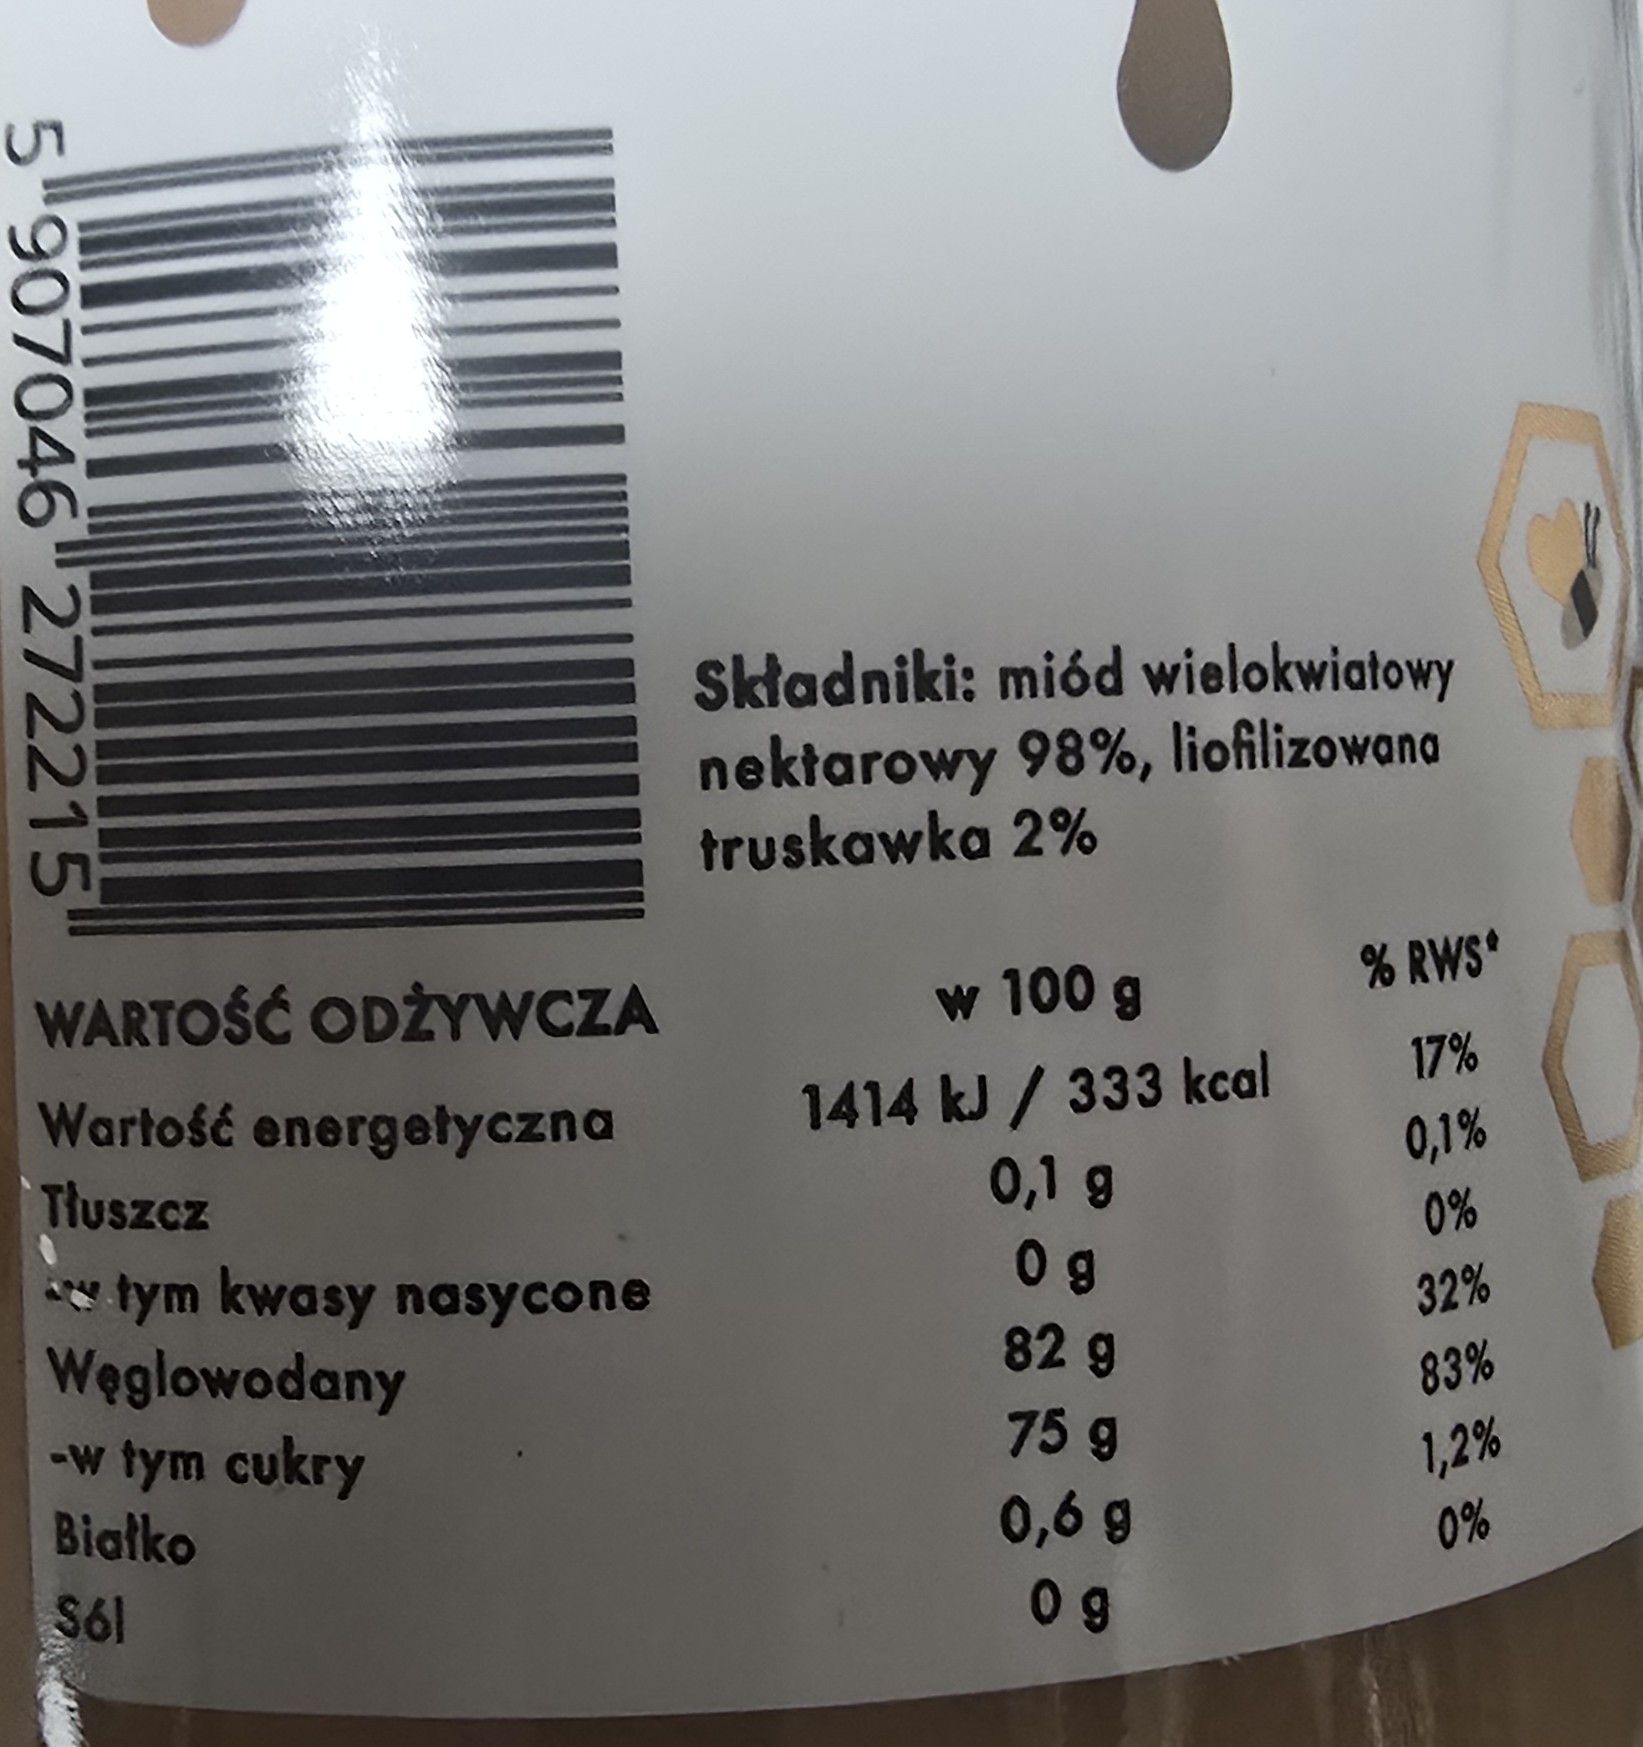 5 907046 272215
Składniki: miód wielokwiatowy
nektarowy 98%, liofilizowana
truskawka 2%
WARTOŚĆ ODŻYWCZA w 100 g % RWS*
Wartość energetyczna 1414 kJ / 333 kcal 17%
Tłuszcz 0,1 g 0,1%
-w tym kwasy nasycone 0 g 0%
Węglowodany 82 g 32%
-w tym cukry 75 g 83%
Białko 0,6 g 1,2%
Sól 0 g 0%